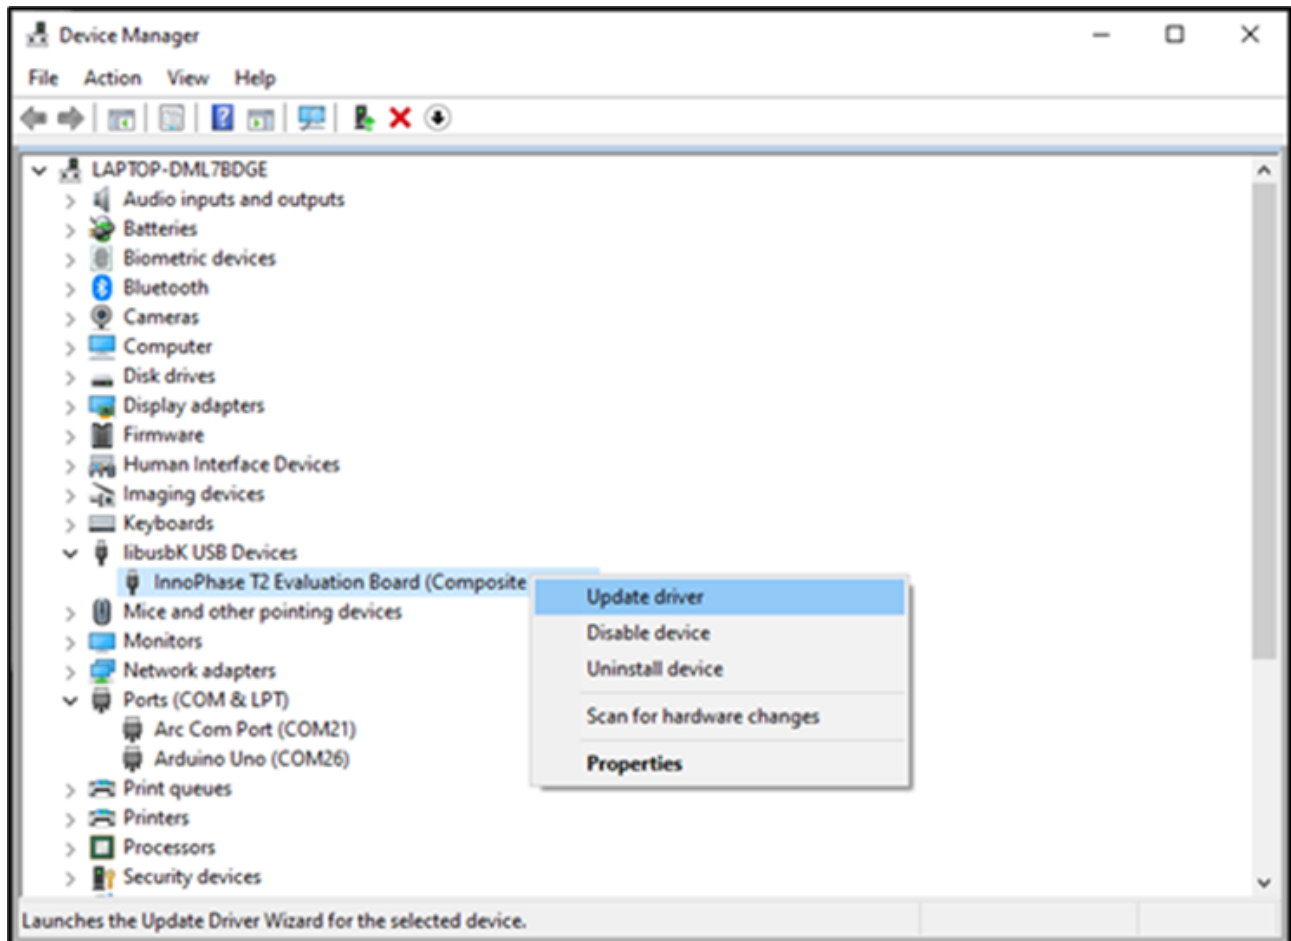 Device Manager
File Action View Help
LAPTOP-DML7BDGE
Audio inputs and outputs
Batteries
Biometric devices
Bluetooth
Cameras
Computer
Disk drives
Display adapters
Firmware
Human Interface Devices
Imaging devices
Keyboards
libusbK USB Devices
InnoPhase T2 Evaluation Board (Composite
Update driver
Disable device
Uninstall device
Scan for hardware changes
Properties
Mice and other pointing devices
Monitors
Network adapters
Ports (COM & LPT)
Arc Com Port (COM21)
Arduino Uno (COM26)
Print queues
Printers
Processors
Security devices
Launches the Update Driver Wizard for the selected device.